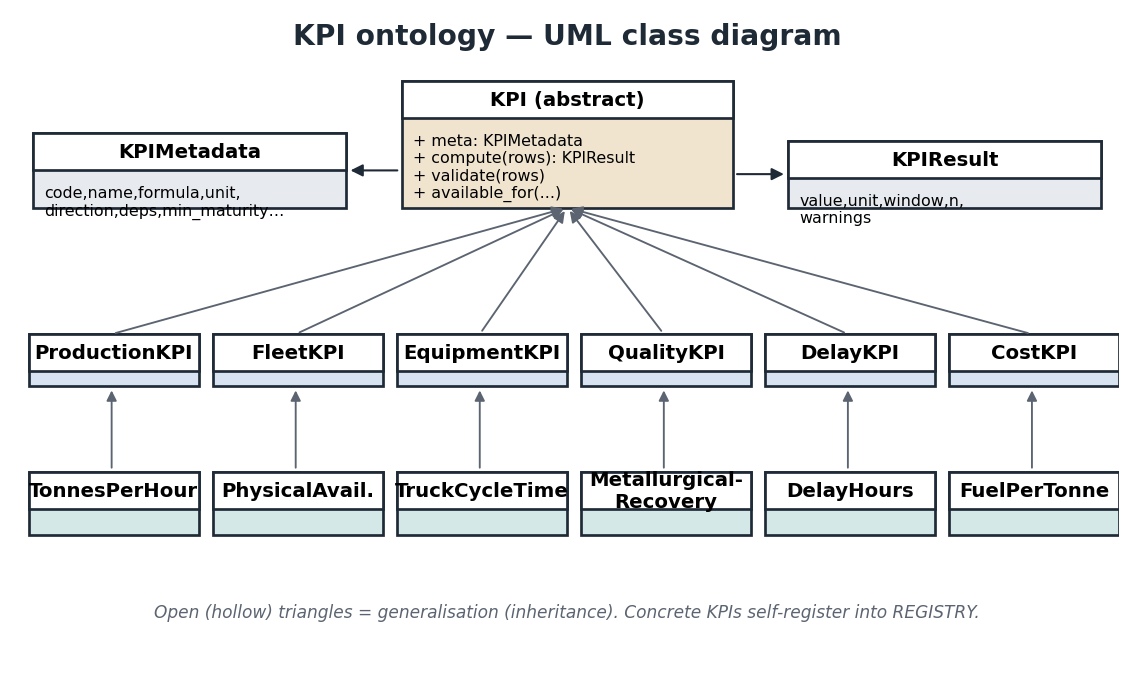 KPI ontology — UML class diagram
KPI (abstract)
+ meta: KPIMetadata
+ compute(rows): KPIResult
+ validate(rows)
+ available_for(...)
KPIMetadata
code,name,formula,unit,
direction,deps,min_maturity...
KPIResult
value,unit,window,n,
warnings
ProductionKPI
FleetKPI
EquipmentKPI
QualityKPI
DelayKPI
CostKPI
TonnesPerHour
PhysicalAvail.
TruckCycleTime
Metallurgical-
Recovery
DelayHours
FuelPerTonne
Open (hollow) triangles = generalisation (inheritance). Concrete KPIs self-register into REGISTRY.